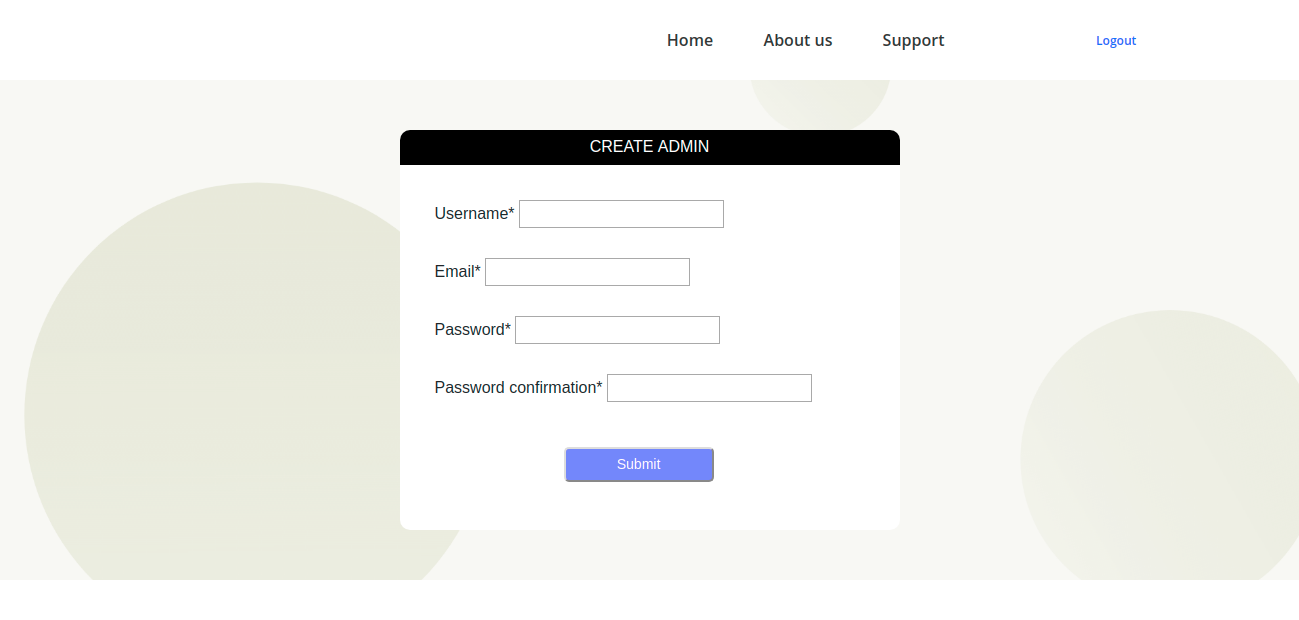 Home About us Support Logout
CREATE ADMIN
Username*
Email*
Password*
Password confirmation*
Submit